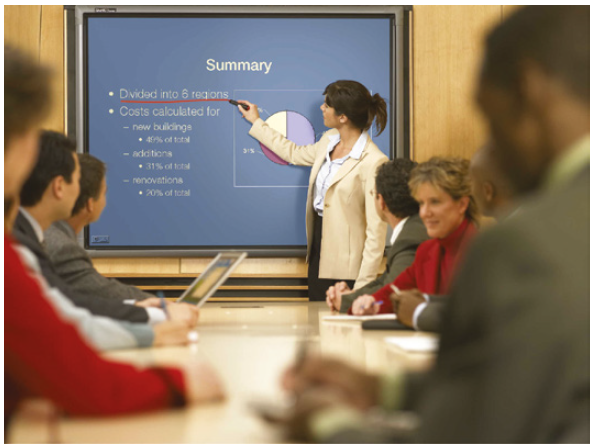 Summary
• Divided into 6 regions
• Costs calculated for
– new buildings
• 49% of total
– additions
• 31% of total
– renovations
• 20% of total